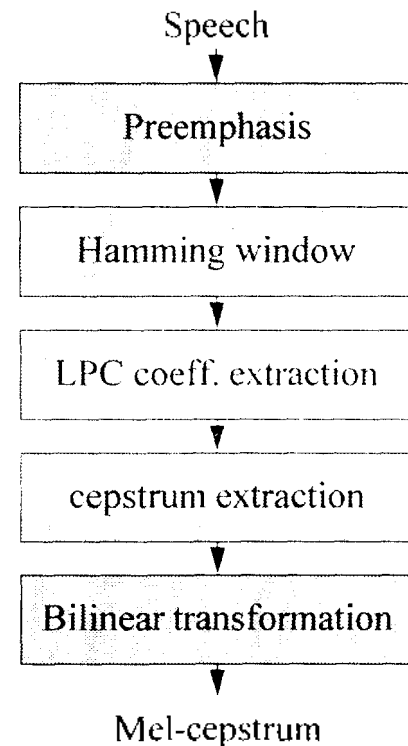 Speech
Preemphasis
Hamming window
LPC coeff. extraction
cepstrum extraction
Bilinear transformation
Mel-cepstrum